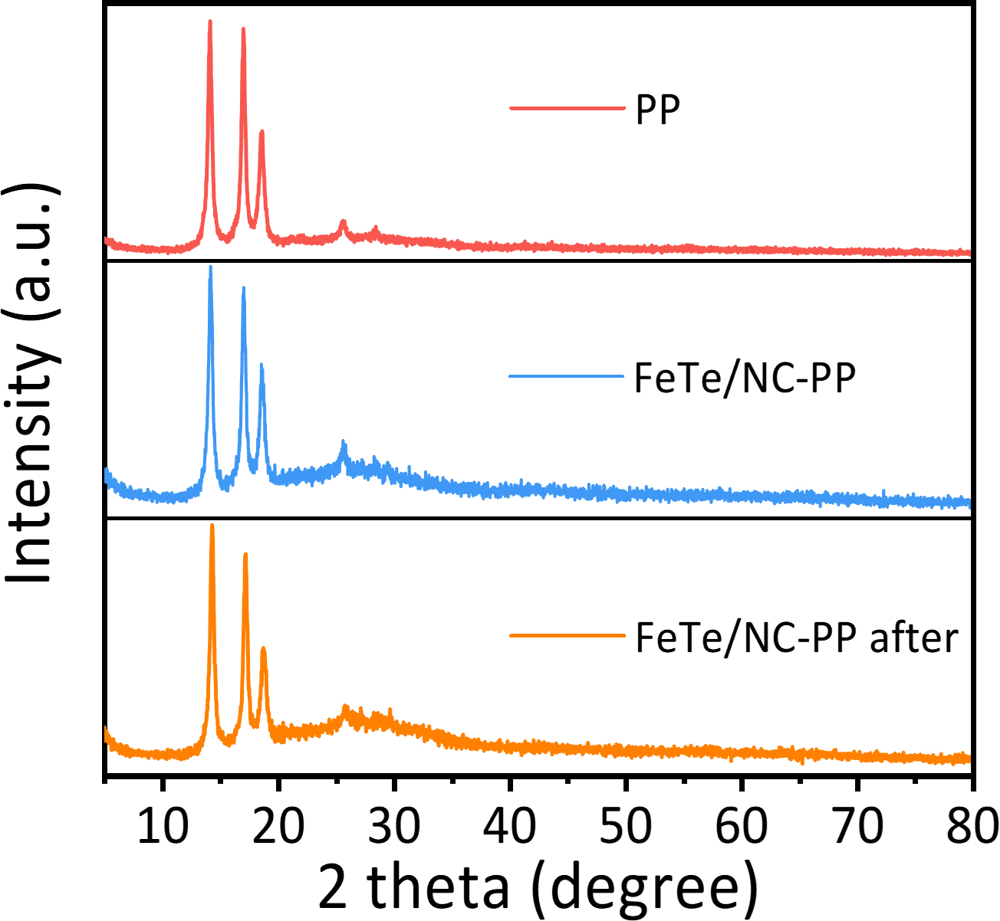 PP
FeTe/NC-PP
FeTe/NC-PP after
Intensity (a.u.)
10 20 30 40 50 60 70 80
2 theta (degree)